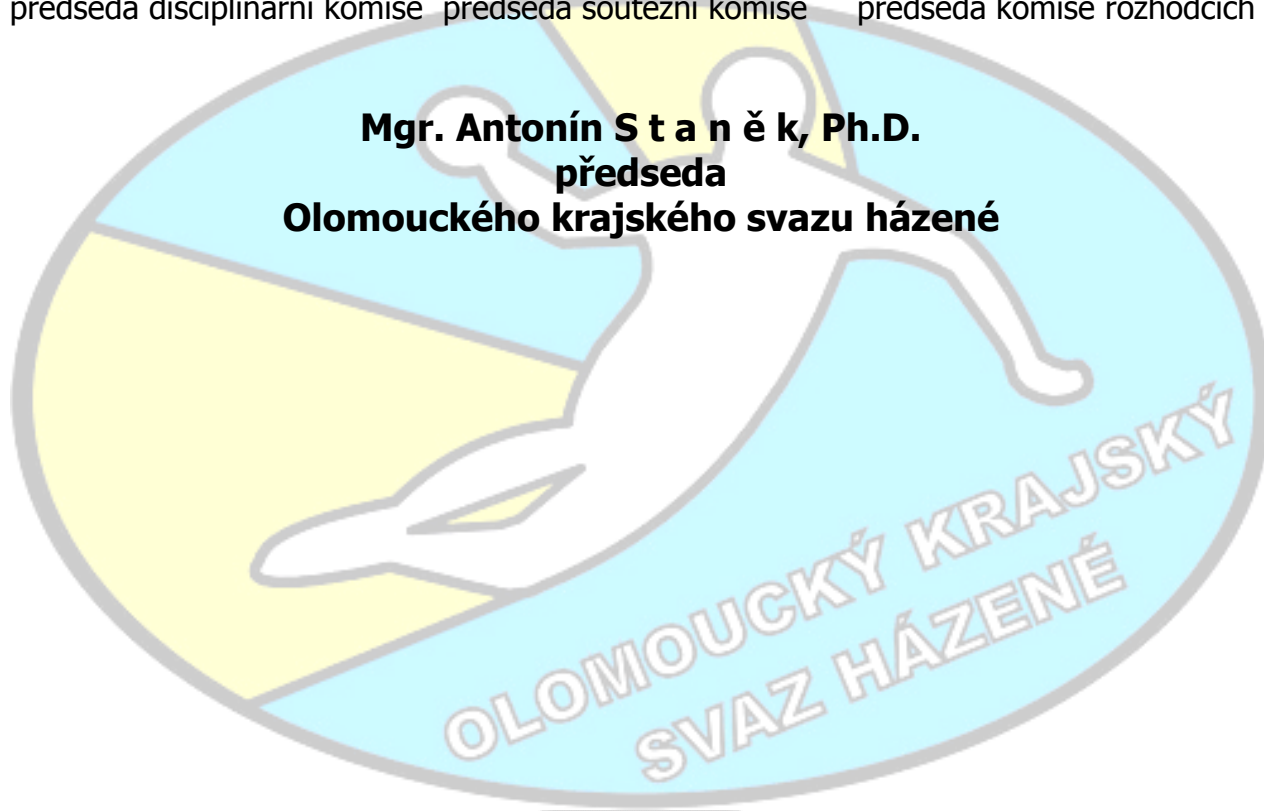 předseda disciplinární komise předseda soutěžní komise předseda komise rozhodčích
Mgr. Antonín S t a n ě k, Ph.D.
předseda
Olomouckého krajského svazu házené
OLOMOUCKÝ KRAJSKÝ
SVAZ HÁZENÉ